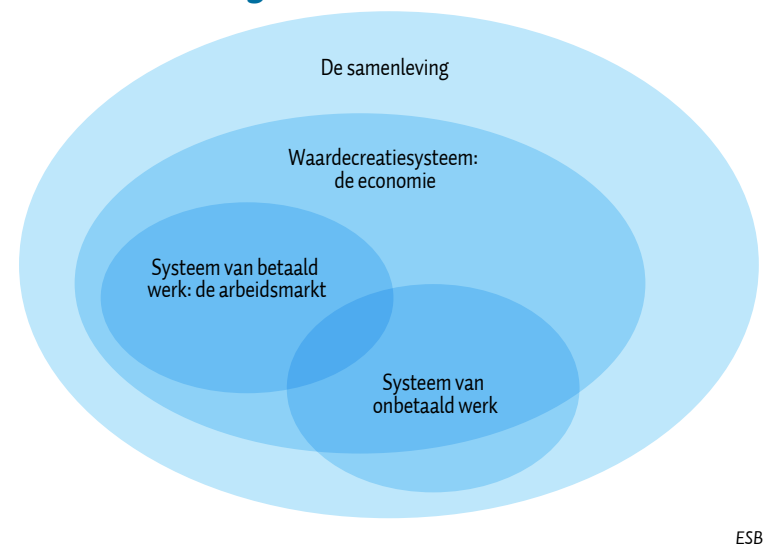 De samenleving
Waardecreatiesysteem:
de economie
Systeem van betaald
werk: de arbeidsmarkt
Systeem van
onbetaald werk
ESB